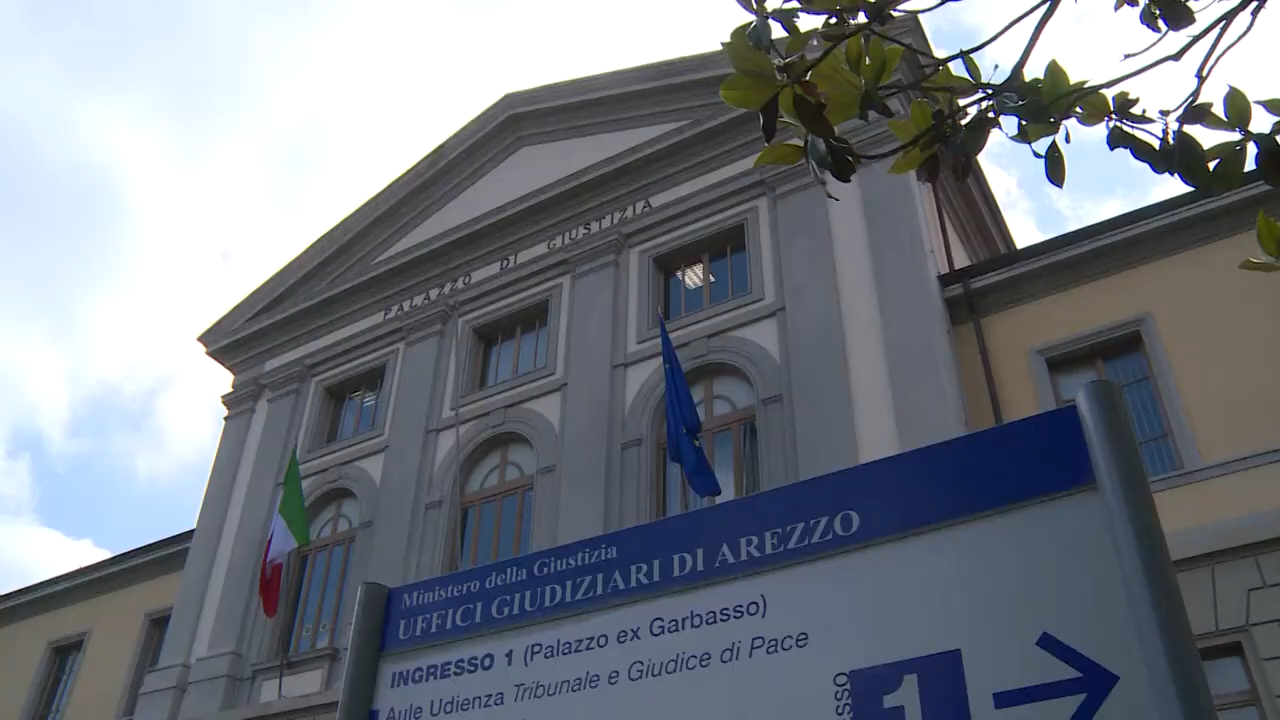 PALAZZO DI GIUSTIZIA
Ministero della Giustizia
UFFICI GIUDIZIARI DI AREZZO
INGRESSO 1 (Palazzo ex Garbasso)
Aule Udienza Tribunale e Giudice di Pace
1